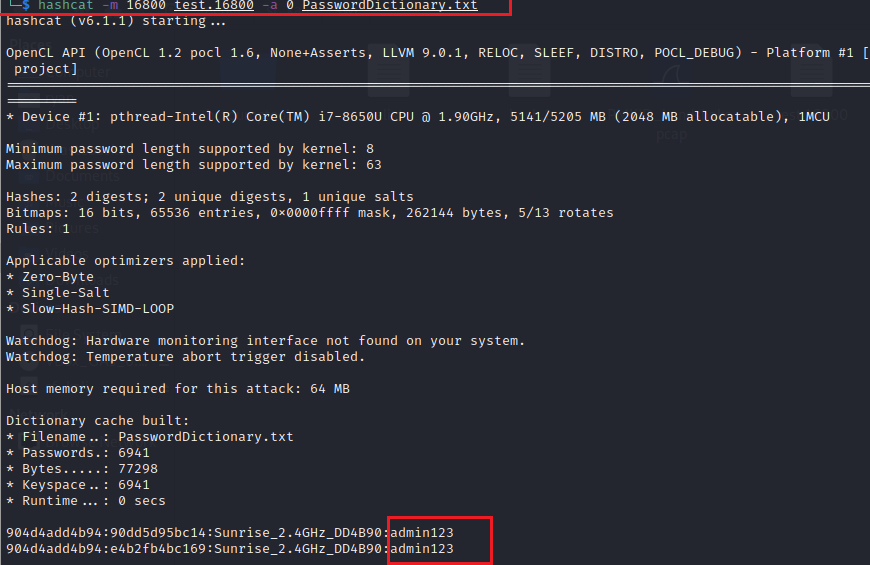 └─$ hashcat -m 16800 test.16800 -a 0 PasswordDictionary.txt
hashcat (v6.1.1) starting...
OpenCL API (OpenCL 1.2 pocl 1.6, None+Asserts, LLVM 9.0.1, RELOC, SLEEF, DISTRO, POCL_DEBUG) - Platform #1 [
project]
* Device #1: pthread-Intel(R) Core(TM) i7-8650U CPU @ 1.90GHz, 5141/5205 MB (2048 MB allocatable), 1MCU
Minimum password length supported by kernel: 8
Maximum password length supported by kernel: 63
Hashes: 2 digests; 2 unique digests, 1 unique salts
Bitmaps: 16 bits, 65536 entries, 0x0000ffff mask, 262144 bytes, 5/13 rotates
Rules: 1
Applicable optimizers applied:
* Zero-Byte
* Single-Salt
* Slow-Hash-SIMD-LOOP
Watchdog: Hardware monitoring interface not found on your system.
Watchdog: Temperature abort trigger disabled.
Host memory required for this attack: 64 MB
Dictionary cache built:
* Filename..: PasswordDictionary.txt
* Passwords.: 6941
* Bytes.....: 77298
* Keyspace..: 6941
* Runtime...: 0 secs
904d4add4b94:90dd5d95bc14:Sunrise_2.4GHz_DD4B90:admin123
904d4add4b94:e4b2fb4bc169:Sunrise_2.4GHz_DD4B90:admin123